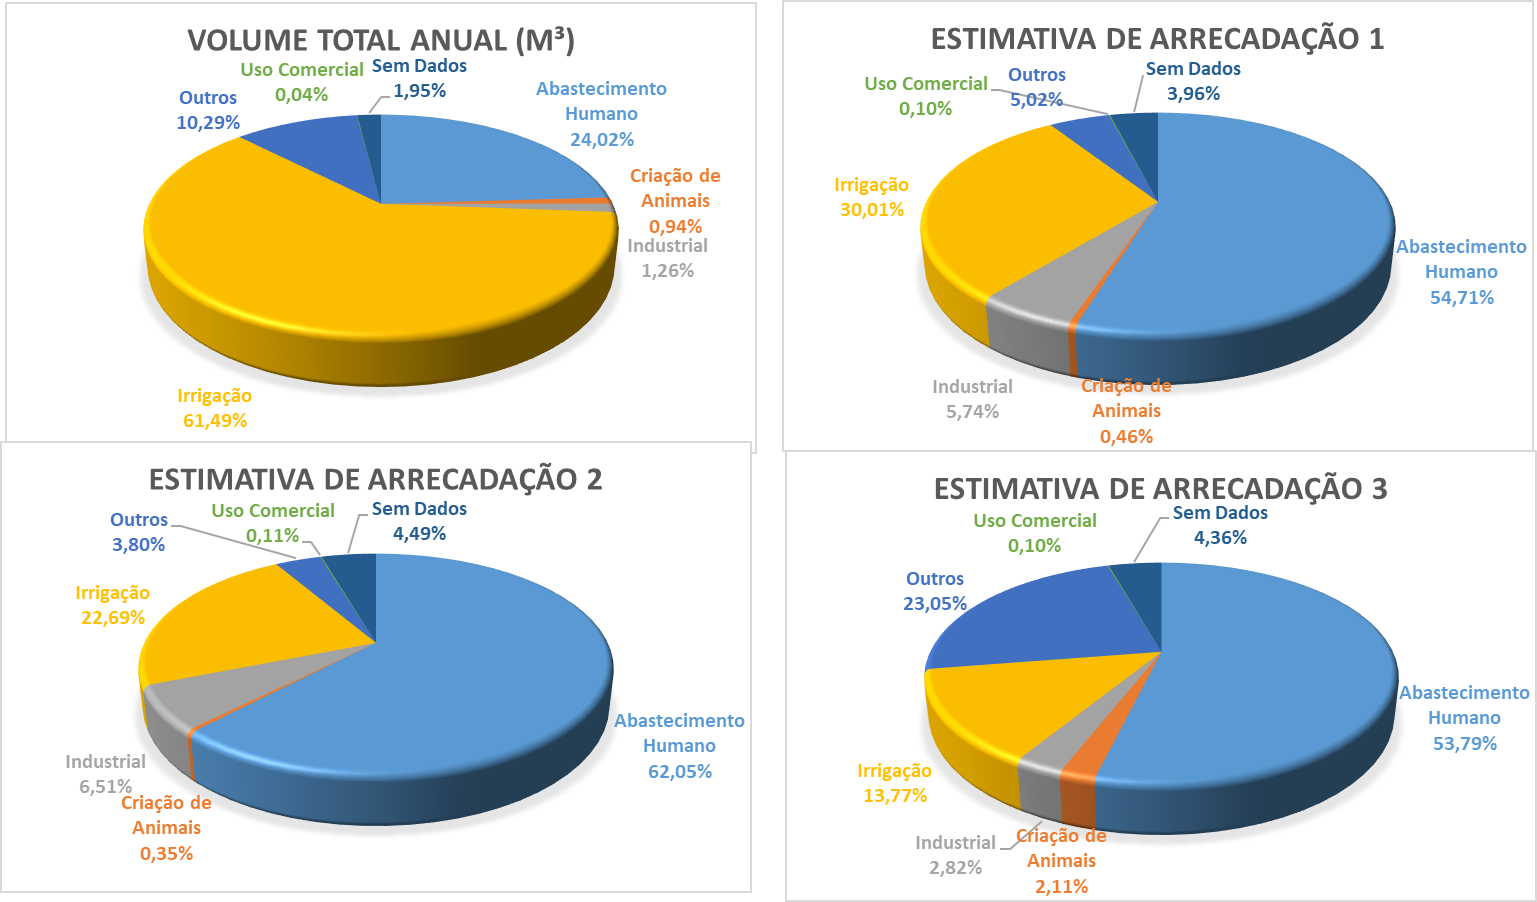 VOLUME TOTAL ANUAL (M³)
Uso Comercial
0,04%
Sem Dados
1,95%
Outros
10,29%
Abastecimento
Humano
24,02%
Criação de
Animais
0,94%
Industrial
1,26%
Irrigação
61,49%
ESTIMATIVA DE ARRECADAÇÃO 1
Uso Comercial
0,10%
Outros
5,02%
Sem Dados
3,96%
Irrigação
30,01%
Abastecimento
Humano
54,71%
Industrial
5,74%
Criação de
Animais
0,46%
ESTIMATIVA DE ARRECADAÇÃO 2
Outros
3,80%
Uso Comercial
0,11%
Sem Dados
4,49%
Irrigação
22,69%
Abastecimento
Humano
62,05%
Industrial
6,51%
Criação de
Animais
0,35%
ESTIMATIVA DE ARRECADAÇÃO 3
Uso Comercial
0,10%
Sem Dados
4,36%
Outros
23,05%
Abastecimento
Humano
53,79%
Irrigação
13,77%
Industrial
2,82%
Criação de
Animais
2,11%